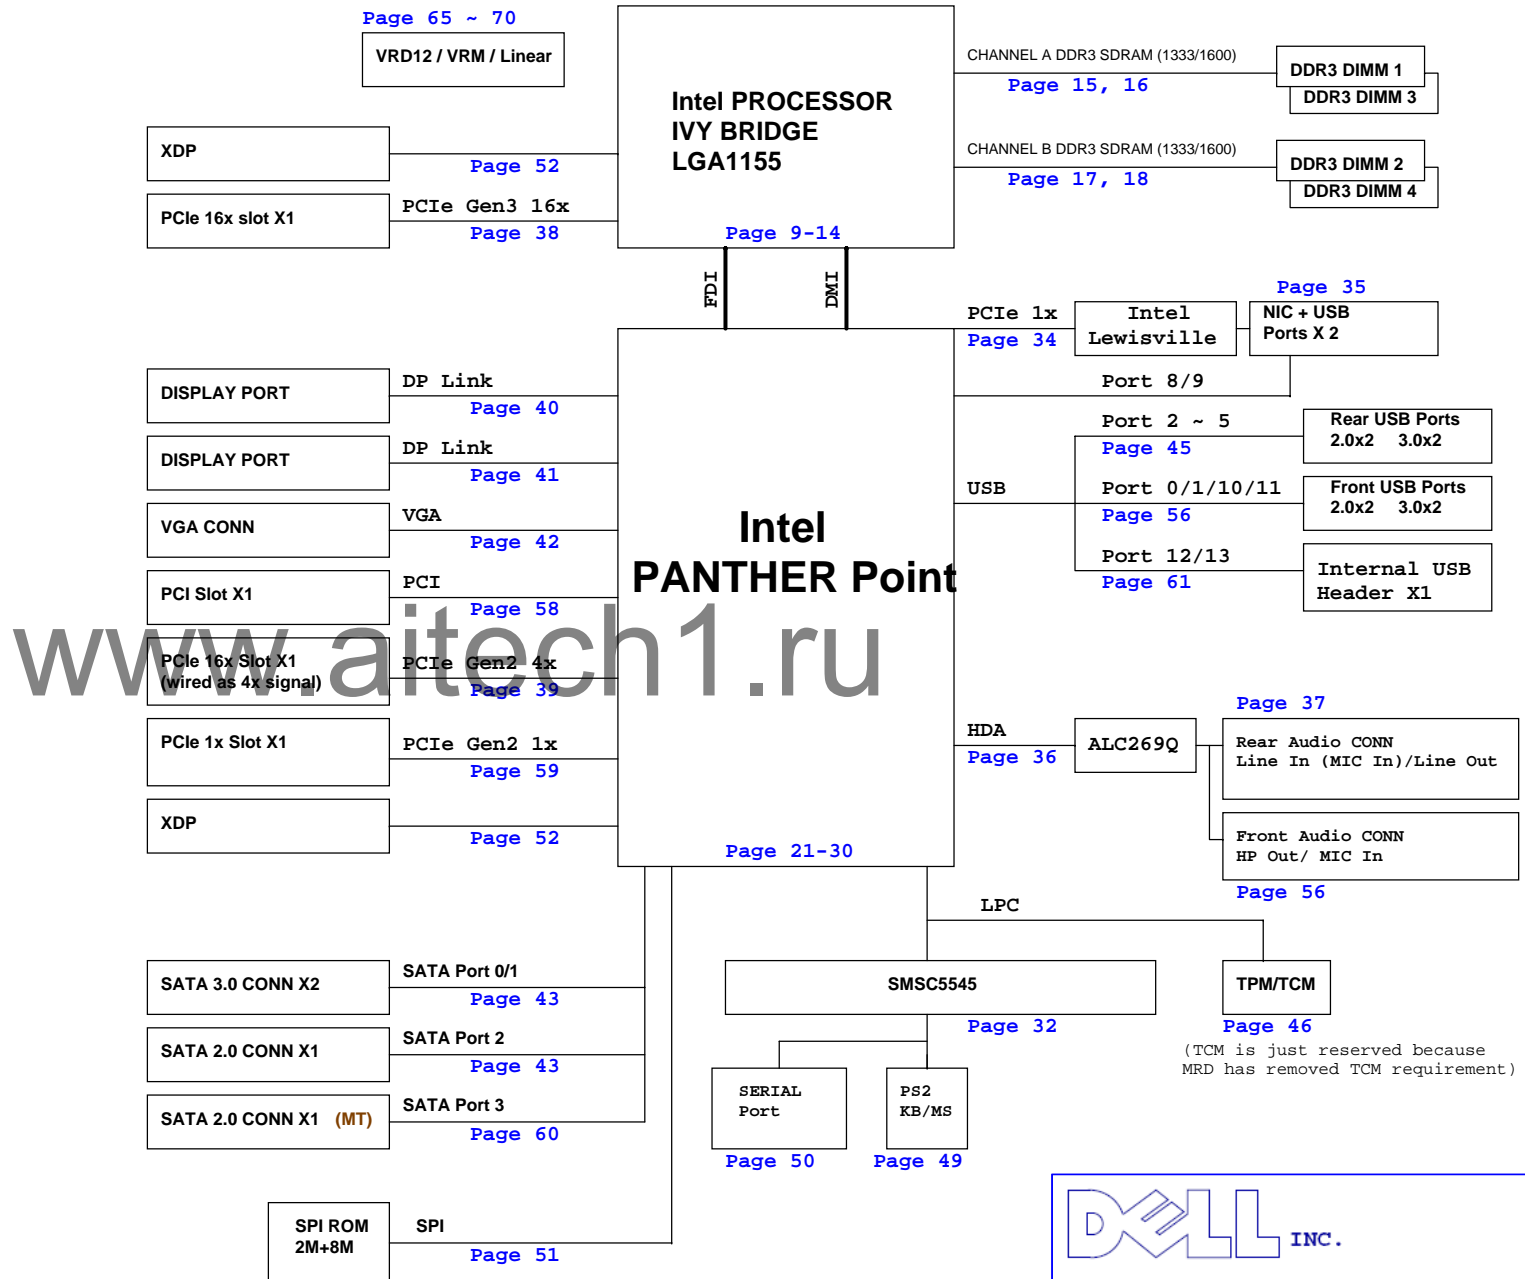 Page 65 ~ 70
VRD12 / VRM / Linear
Intel PROCESSOR
IVY BRIDGE
LGA1155
Page 9-14
CHANNEL A DDR3 SDRAM (1333/1600)
Page 15, 16
DDR3 DIMM 1
DDR3 DIMM 3
CHANNEL B DDR3 SDRAM (1333/1600)
Page 17, 18
DDR3 DIMM 2
DDR3 DIMM 4
XDP
Page 52
PCIe 16x slot X1
PCIe Gen3 16x
Page 38
FDI
DMI
Page 35
PCIe 1x
Page 34
Intel
Lewisville
NIC + USB
Ports X 2
Port 8/9
DISPLAY PORT
DP Link
Page 40
DISPLAY PORT
DP Link
Page 41
VGA CONN
VGA
Page 42
PCI Slot X1
PCI
Page 58
PCIe 16x Slot X1
(wired as 4x signal)
PCIe Gen2 4x
Page 39
PCIe 1x Slot X1
PCIe Gen2 1x
Page 59
XDP
Page 52
Intel
PANTHER Point
Page 21-30
www.aitech1.ru
USB
Port 2 ~ 5
Page 45
Rear USB Ports
2.0x2 3.0x2
Port 0/1/10/11
Page 56
Front USB Ports
2.0x2 3.0x2
Port 12/13
Page 61
Internal USB
Header X1
HDA
Page 36
ALC269Q
Page 37
Rear Audio CONN
Line In (MIC In)/Line Out
Front Audio CONN
HP Out/ MIC In
Page 56
LPC
SMSC5545
Page 32
TPM/TCM
Page 46
(TCM is just reserved because
MRD has removed TCM requirement)
SERIAL
Port
Page 50
PS2
KB/MS
Page 49
SATA 3.0 CONN X2
SATA Port 0/1
Page 43
SATA 2.0 CONN X1
SATA Port 2
Page 43
SATA 2.0 CONN X1 (MT)
SATA Port 3
Page 60
SPI ROM
2M+8M
SPI
Page 51
DELL INC.